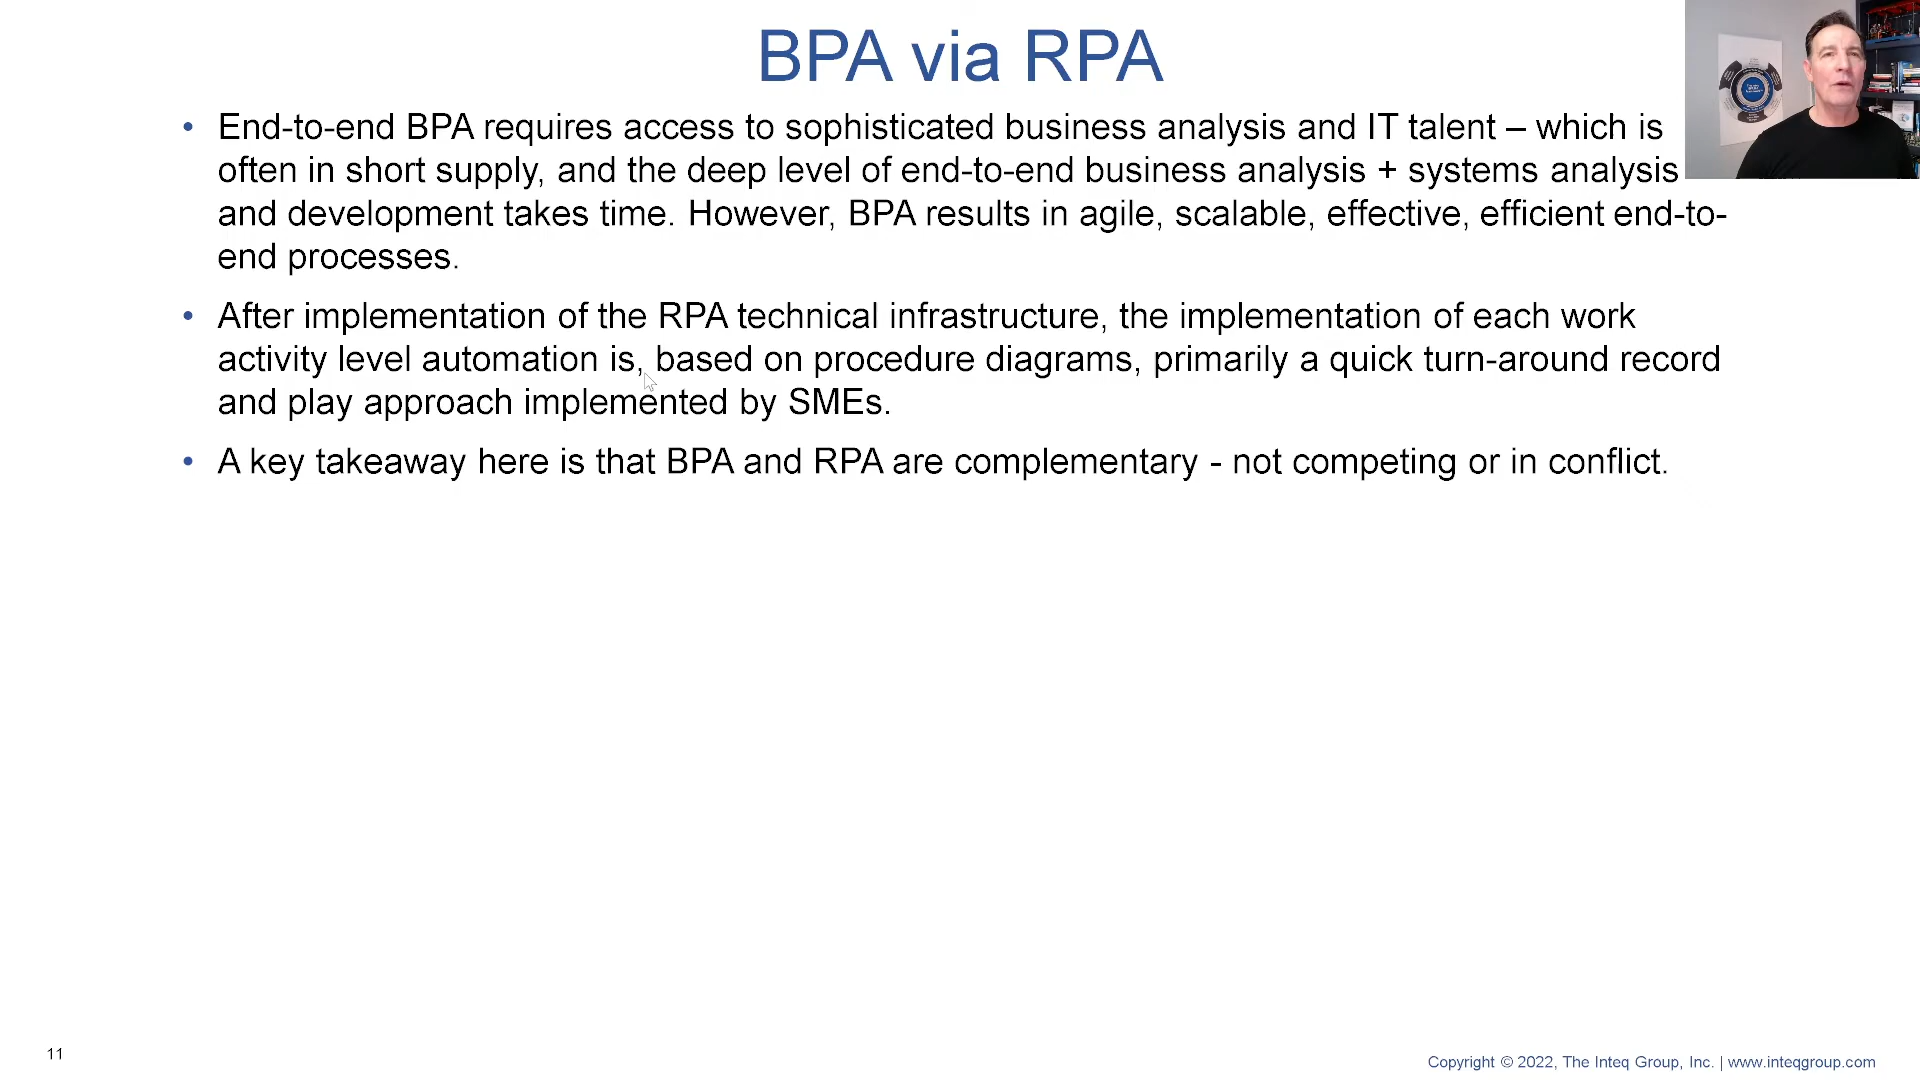 BPA via RPA
• End-to-end BPA requires access to sophisticated business analysis and IT talent – which is
often in short supply, and the deep level of end-to-end business analysis + systems analysis
and development takes time. However, BPA results in agile, scalable, effective, efficient end-to-
end processes.
• After implementation of the RPA technical infrastructure, the implementation of each work
activity level automation is, based on procedure diagrams, primarily a quick turn-around record
and play approach implemented by SMEs.
• A key takeaway here is that BPA and RPA are complementary - not competing or in conflict.
11
Copyright © 2022, The Inteq Group, Inc. | www.inteqgroup.com